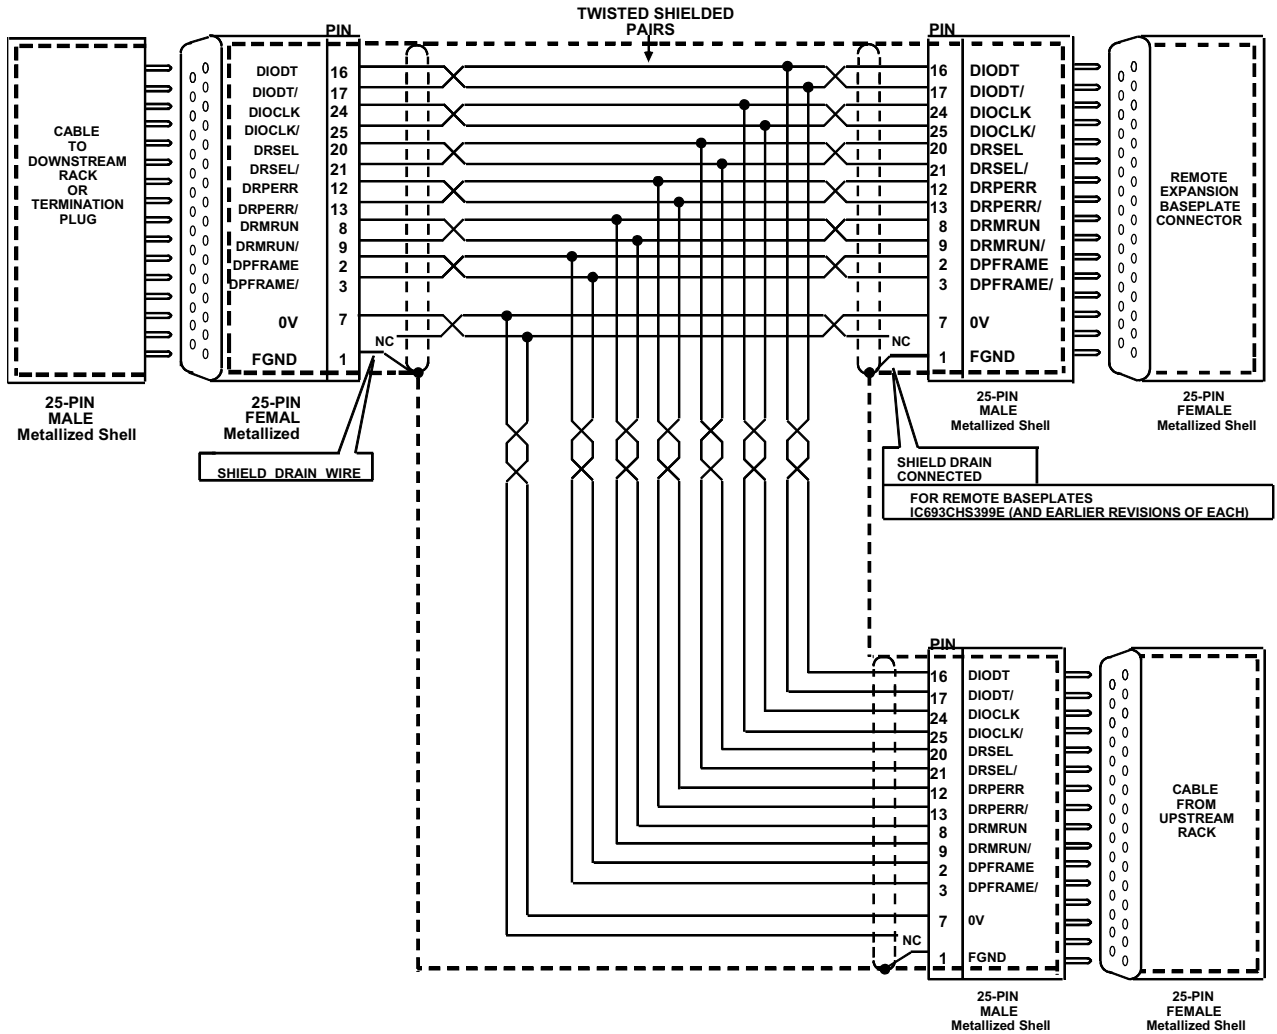 TWISTED SHIELDED
PAIRS
CABLE
TO
DOWNSTREAM
RACK
OR
TERMINATION
PLUG
25-PIN
MALE
Metallized Shell
PIN
DIODT 16
DIODT/ 17
DIOCLK 24
DIOCLK/ 25
DRSEL 20
DRSEL/ 21
DRPERR 12
DRPERR/ 13
DRMRUN 8
DRMRUN/ 9
DPFRAME 2
DPFRAME/ 3
0V 7
NC
FGND 1
25-PIN
FEMAL
Metallized
SHIELD DRAIN WIRE
PIN
16 DIODT
17 DIODT/
24 DIOCLK
25 DIOCLK/
20 DRSEL
21 DRSEL/
12 DRPERR
13 DRPERR/
8 DRMRUN
9 DRMRUN/
2 DPFRAME
3 DPFRAME/
7 0V
NC
1 FGND
25-PIN
MALE
Metallized Shell
REMOTE
EXPANSION
BASEPLATE
CONNECTOR
25-PIN
FEMALE
Metallized Shell
SHIELD DRAIN
CONNECTED
FOR REMOTE BASEPLATES
IC693CHS399E (AND EARLIER REVISIONS OF EACH)
PIN
16 DIODT
17 DIODT/
24 DIOCLK
25 DIOCLK/
20 DRSEL
21 DRSEL/
12 DRPERR
13 DRPERR/
8 DRMRUN
9 DRMRUN/
2 DPFRAME
3 DPFRAME/
7 0V
NC
1 FGND
25-PIN
MALE
Metallized Shell
CABLE
FROM
UPSTREAM
RACK
25-PIN
FEMALE
Metallized Shell